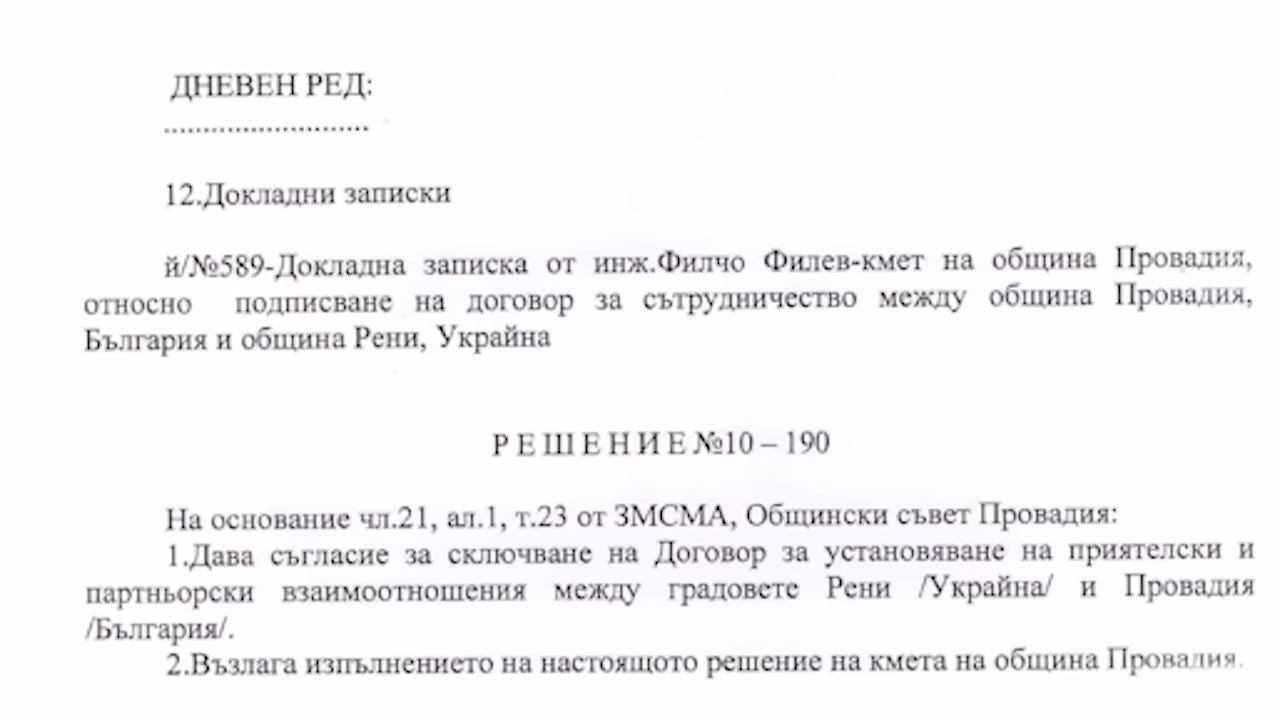 ДНЕВЕН РЕД:
..........................
12.Докладни записки
й/№589-Докладна записка от инж.Филчо Филев-кмет на община Провадия,
относно подписване на договор за сътрудничество между община Провадия,
България и община Рени, Украйна
Р Е Ш Е Н И Е №10 – 190
На основание чл.21, ал.1, т.23 от ЗМСМА, Общински съвет Провадия:
1.Дава съгласие за сключване на Договор за установяване на приятелски и
партньорски взаимоотношения между градовете Рени /Украйна/ и Провадия
/България/.
2.Възлага изпълнението на настоящото решение на кмета на община Провадия.